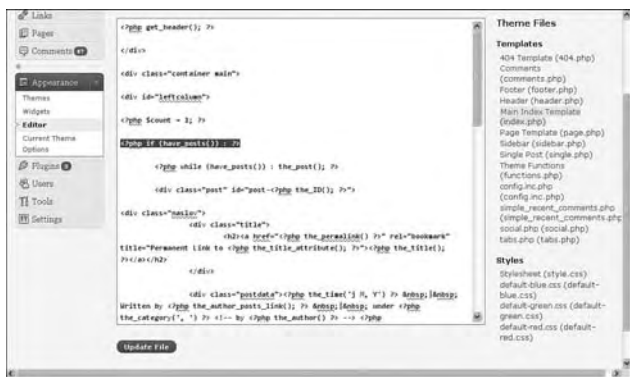 Links
Pages
Comments
Appearance
Themes
Widgets
Editor
Current Theme
Options
Plugins
Users
Tools
Settings
<?php get_header(); ?>
</div>
<div class="container main">
<div id="leftcolumn">
<?php $count = 1; ?>
<?php if (have_posts()) : ?>
<?php while (have_posts()) : the_post(); ?>
<div class="post" id="post-<?php the_ID(); ?>">
<div class="naslov">
<div class="title">
<h2><a href="<?php the_permalink() ?>" rel="bookmark"
title="Permanent Link to <?php the_title_attribute(); ?>"><?php the_title();
?></a></h2>
</div>
<div class="postdata"><?php the_time('j M, Y') ?> &nbsp;|&nbsp;
Written by <?php the_author_posts_link(); ?> &nbsp;|&nbsp; under <?php
the_category(', ') ?> <!-- by <?php the_author() ?> --> <?php
Update File
Theme Files
Templates
404 Template (404.php)
Comments
(comments.php)
Footer (footer.php)
Header (header.php)
Main Index Template
(index.php)
Page Template (page.php)
Sidebar (sidebar.php)
Single Post (single.php)
Theme Functions
(functions.php)
config.inc.php
(config.inc.php)
simple_recent_comments.php
(simple_recent_comments.php
social.php (social.php)
tabs.php (tabs.php)
Styles
Stylesheet (style.css)
default-blue.css (default-
blue.css)
default-green.css (default-
green.css)
default-red.css (default-
red.css)